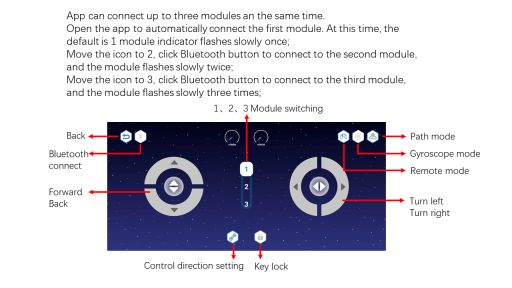 App can connect up to three modules an the same time.
Open the app to automatically connect the first module. At this time, the
default is 1 module indicator flashes slowly once;
Move the icon to 2, click Bluetooth button to connect to the second module,
and the module flashes slowly twice;
Move the icon to 3, click Bluetooth button to connect to the third module,
and the module flashes slowly three times;
1、2、3 Module switching
Back
Path mode
Bluetooth
connect
Gyroscope mode
Remote mode
1
2
3
Forward
Back
Turn left
Turn right
Control direction setting
Key lock